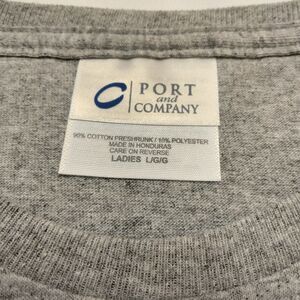 PORT
and
COMPANY
90% COTTON PRESHRUNK / 10% POLYESTER
MADE IN HONDURAS
CARE ON REVERSE
LADIES L/G/G